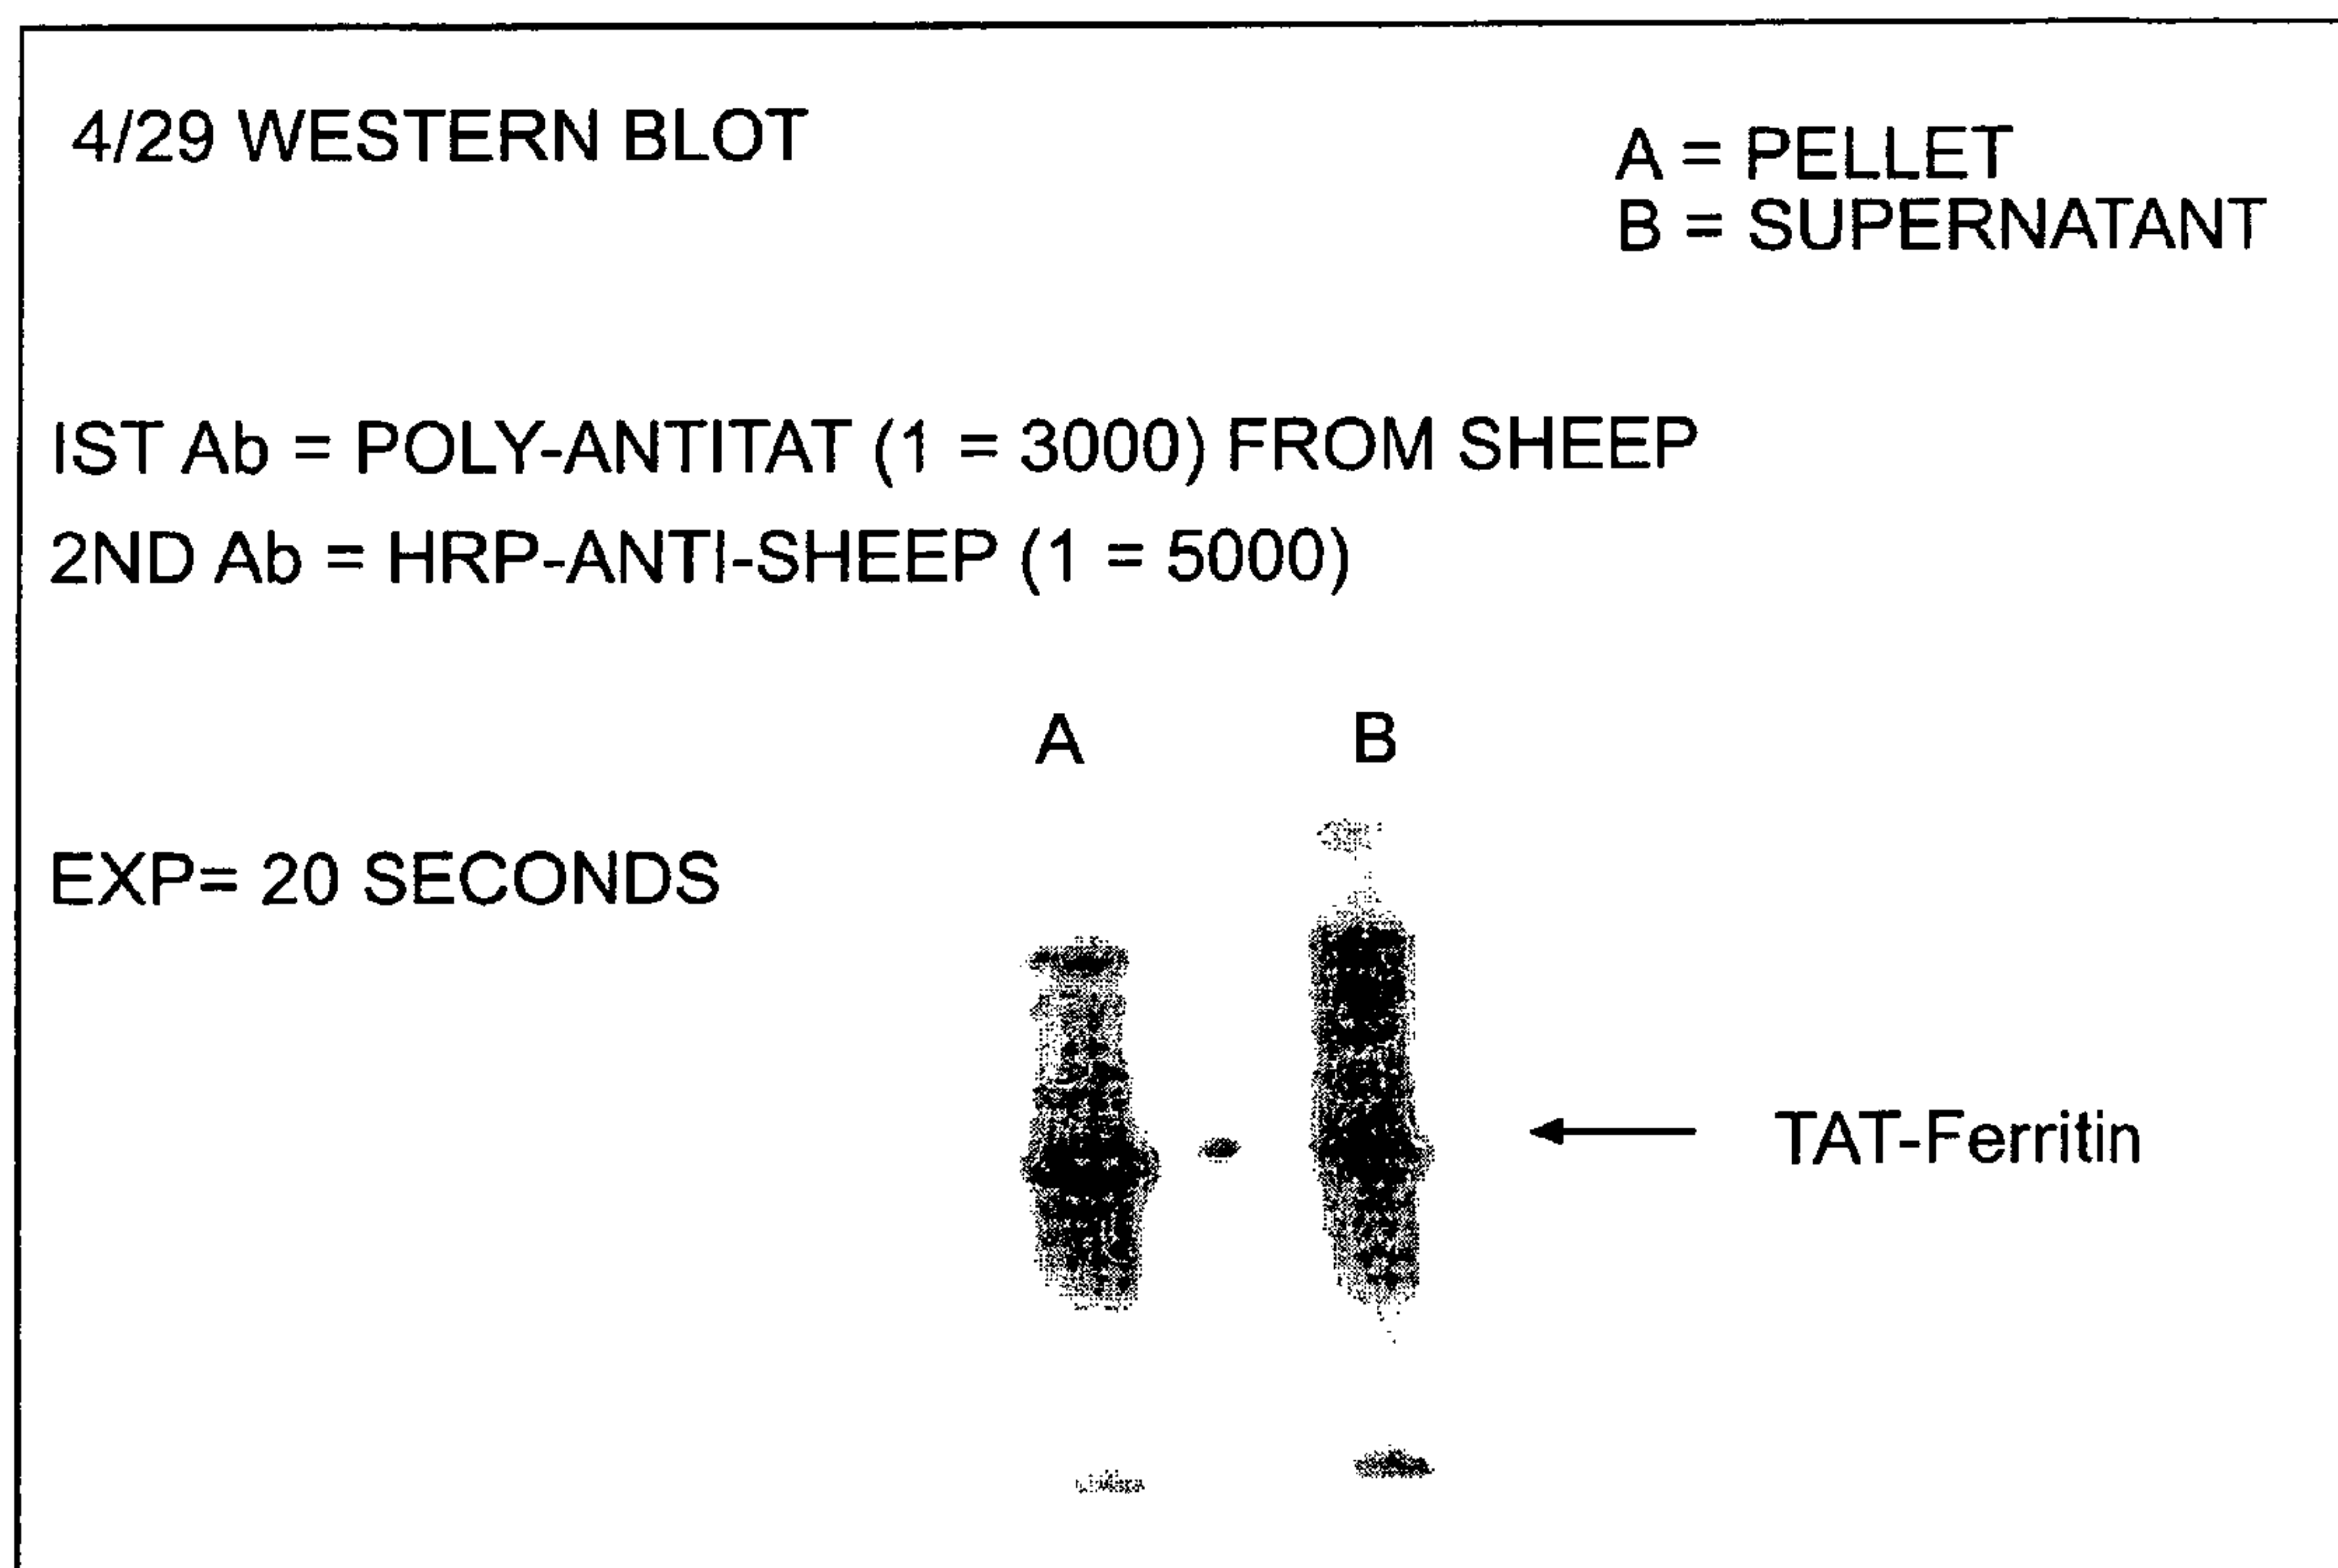 4/29 WESTERN BLOT
A = PELLET
B = SUPERNATANT
IST Ab = POLY-ANTITAT (1 = 3000) FROM SHEEP
2ND Ab = HRP-ANTI-SHEEP (1 = 5000)
A B
EXP= 20 SECONDS
TAT-Ferritin